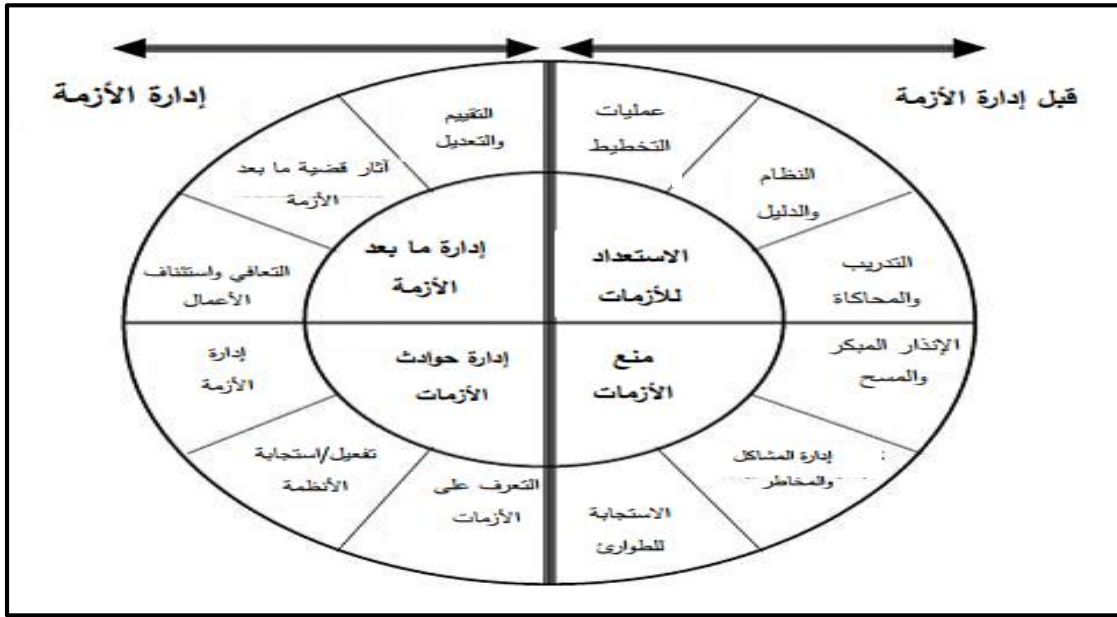 قبل إدارة الأزمة
إدارة الأزمة
عمليات
التخطيط
النظام
والدليل
التدريب
والمحاكاة
الإنذار المبكر
والمسح
إدارة المشاكل :
والمخاطر
الاستجابة
للطوارئ
التعرف على
الأزمات
تفعيل/استجابة
الأنظمة
إدارة
الأزمة
التعافي واستئناف
الأعمال
آثار قضية ما بعد
الأزمة
التقييم
والتعديل
الاستعداد
للأزمات
منع
الأزمات
إدارة حوادث
الأزمات
إدارة ما بعد
الأزمة